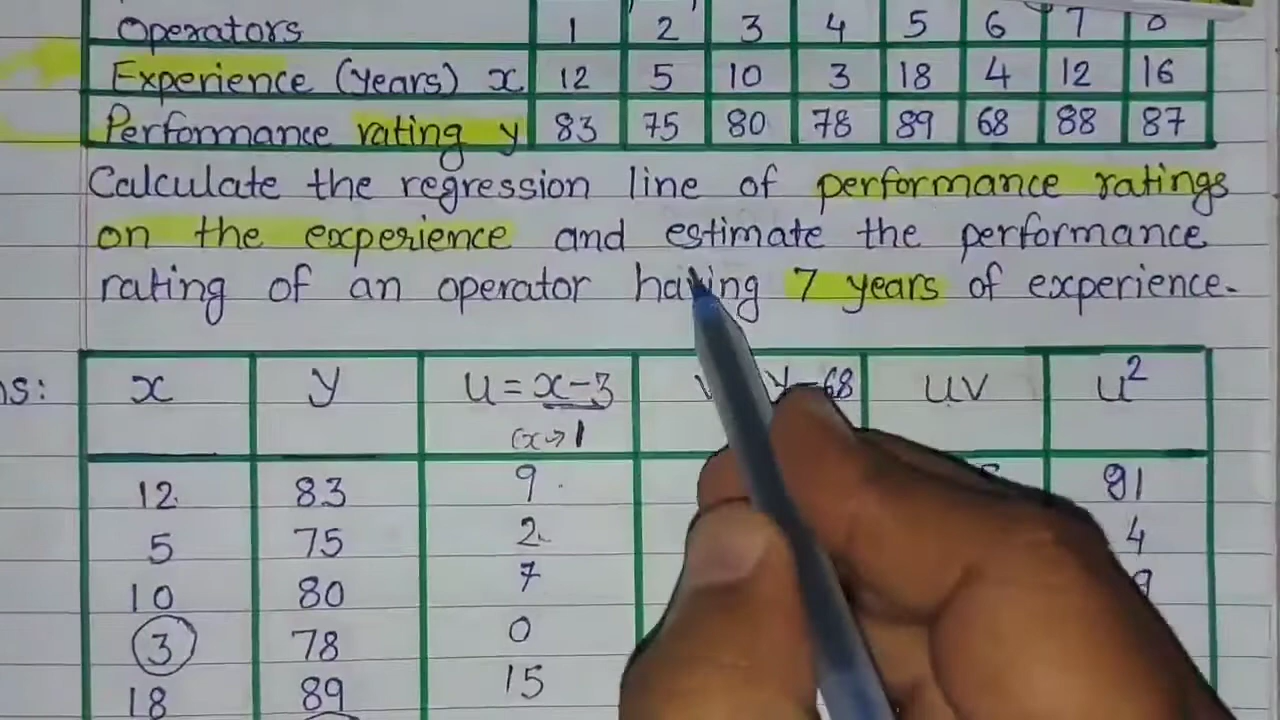 Operators 1 2 3 4 5 6 7
Experience (years) x 12 5 10 3 18 4 12 16
Performance rating y 83 75 80 78 89 68 88 87
Calculate the regression line of performance ratings
on the experience and estimate the performance
rating of an operator having 7 years of experience.
x y u = x-3 y-68 uv u²
12 83 9
5 75 2 4
10 80 7
3 78 0
18 89 15